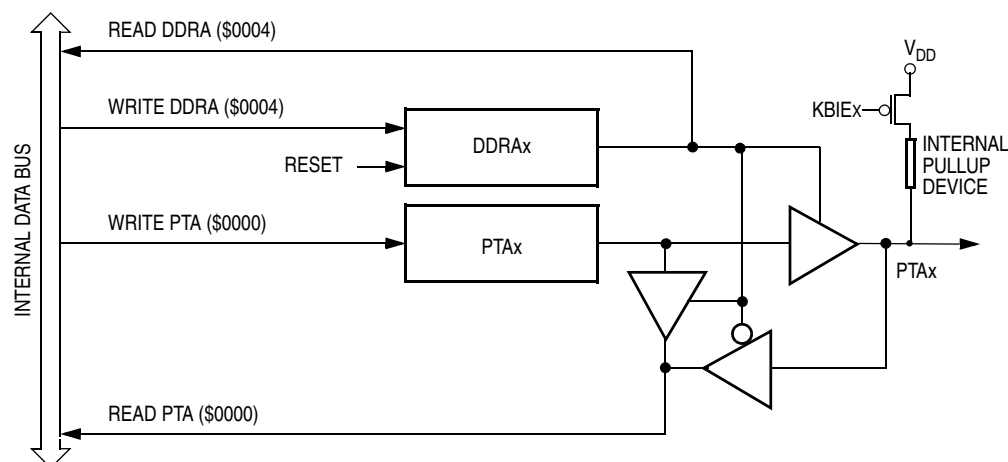 READ DDRA ($0004)
V_DD
WRITE DDRA ($0004)
KBIEx
DDRAx
INTERNAL
PULLUP
DEVICE
RESET
INTERNAL DATA BUS
WRITE PTA ($0000)
PTAx
PTAx
READ PTA ($0000)